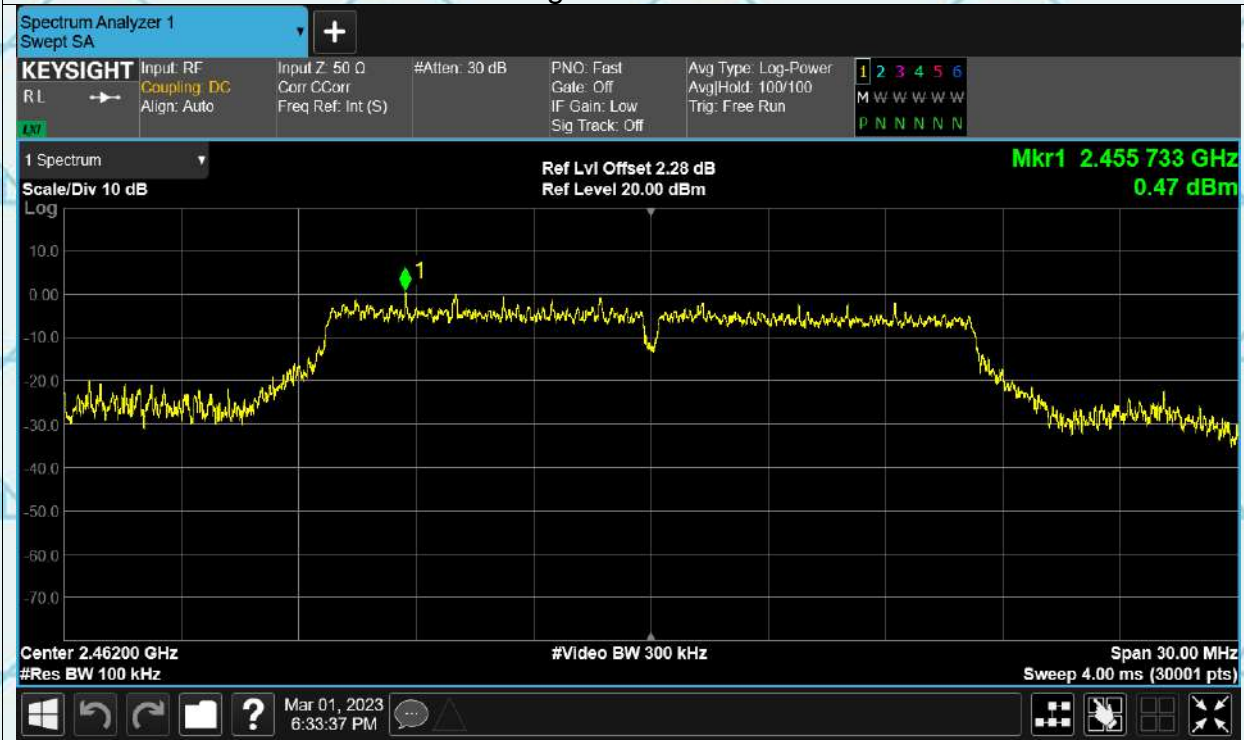 Spectrum Analyzer 1
Swept SA
+
KEYSIGHT
RL
LXI
Input: RF
Coupling: DC
Align: Auto
Input Z: 50 Ω
Corr CCorr
Freq Ref: Int (S)
#Atten: 30 dB
PNO: Fast
Gate: Off
IF Gain: Low
Sig Track: Off
Avg Type: Log-Power
Avg|Hold: 100/100
Trig: Free Run
1 2 3 4 5 6
M W W W W W
P N N N N N
1 Spectrum
Scale/Div 10 dB
Log
Ref Lvl Offset 2.28 dB
Ref Level 20.00 dBm
Mkr1 2.455 733 GHz
0.47 dBm
1
10.0
0.00
-10.0
-20.0
-30.0
-40.0
-50.0
-60.0
-70.0
Center 2.46200 GHz
#Res BW 100 kHz
#Video BW 300 kHz
Span 30.00 MHz
Sweep 4.00 ms (30001 pts)
?
Mar 01, 2023
6:33:37 PM